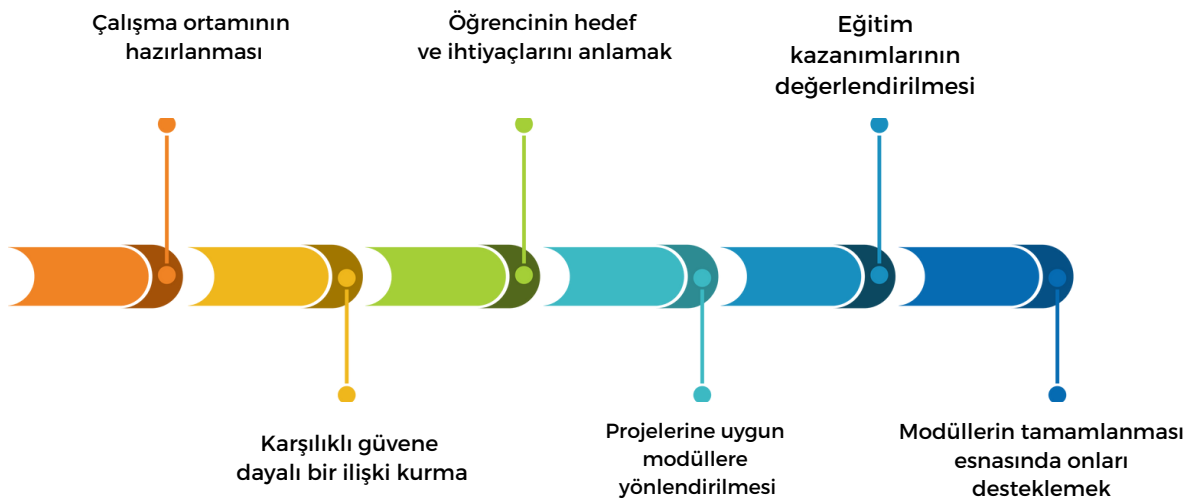 Çalışma ortamının
hazırlanması
Karşılıklı güvene
dayalı bir ilişki kurma
Öğrencinin hedef
ve ihtiyaçlarını anlamak
Projelerine uygun
modüllere
yönlendirilmesi
Eğitim
kazanımlarının
değerlendirilmesi
Modüllerin tamamlanması
esnasında onları
desteklemek